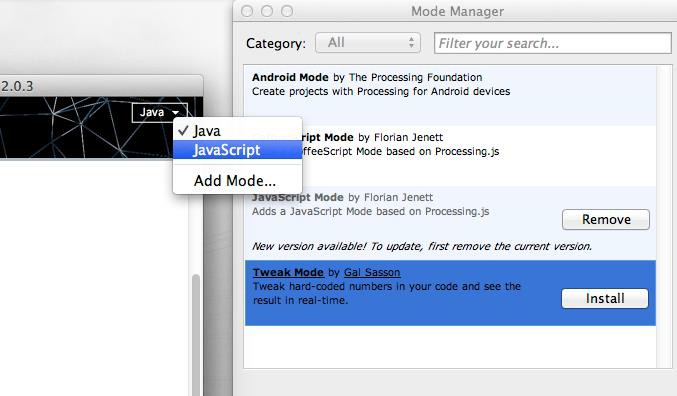 Mode Manager
Category: All Filter your search...
2.0.3
Java
Java
JavaScript
Add Mode...
Android Mode by The Processing Foundation
Create projects with Processing for Android devices
ript Mode by Florian Jenett
offeeScript Mode based on Processing.js
JavaScript Mode by Florian Jenett
Adds a JavaScript Mode based on Processing.js
Remove
New version available! To update, first remove the current version.
Tweak Mode by Gal Sasson
Tweak hard-coded numbers in your code and see the
result in real-time.
Install